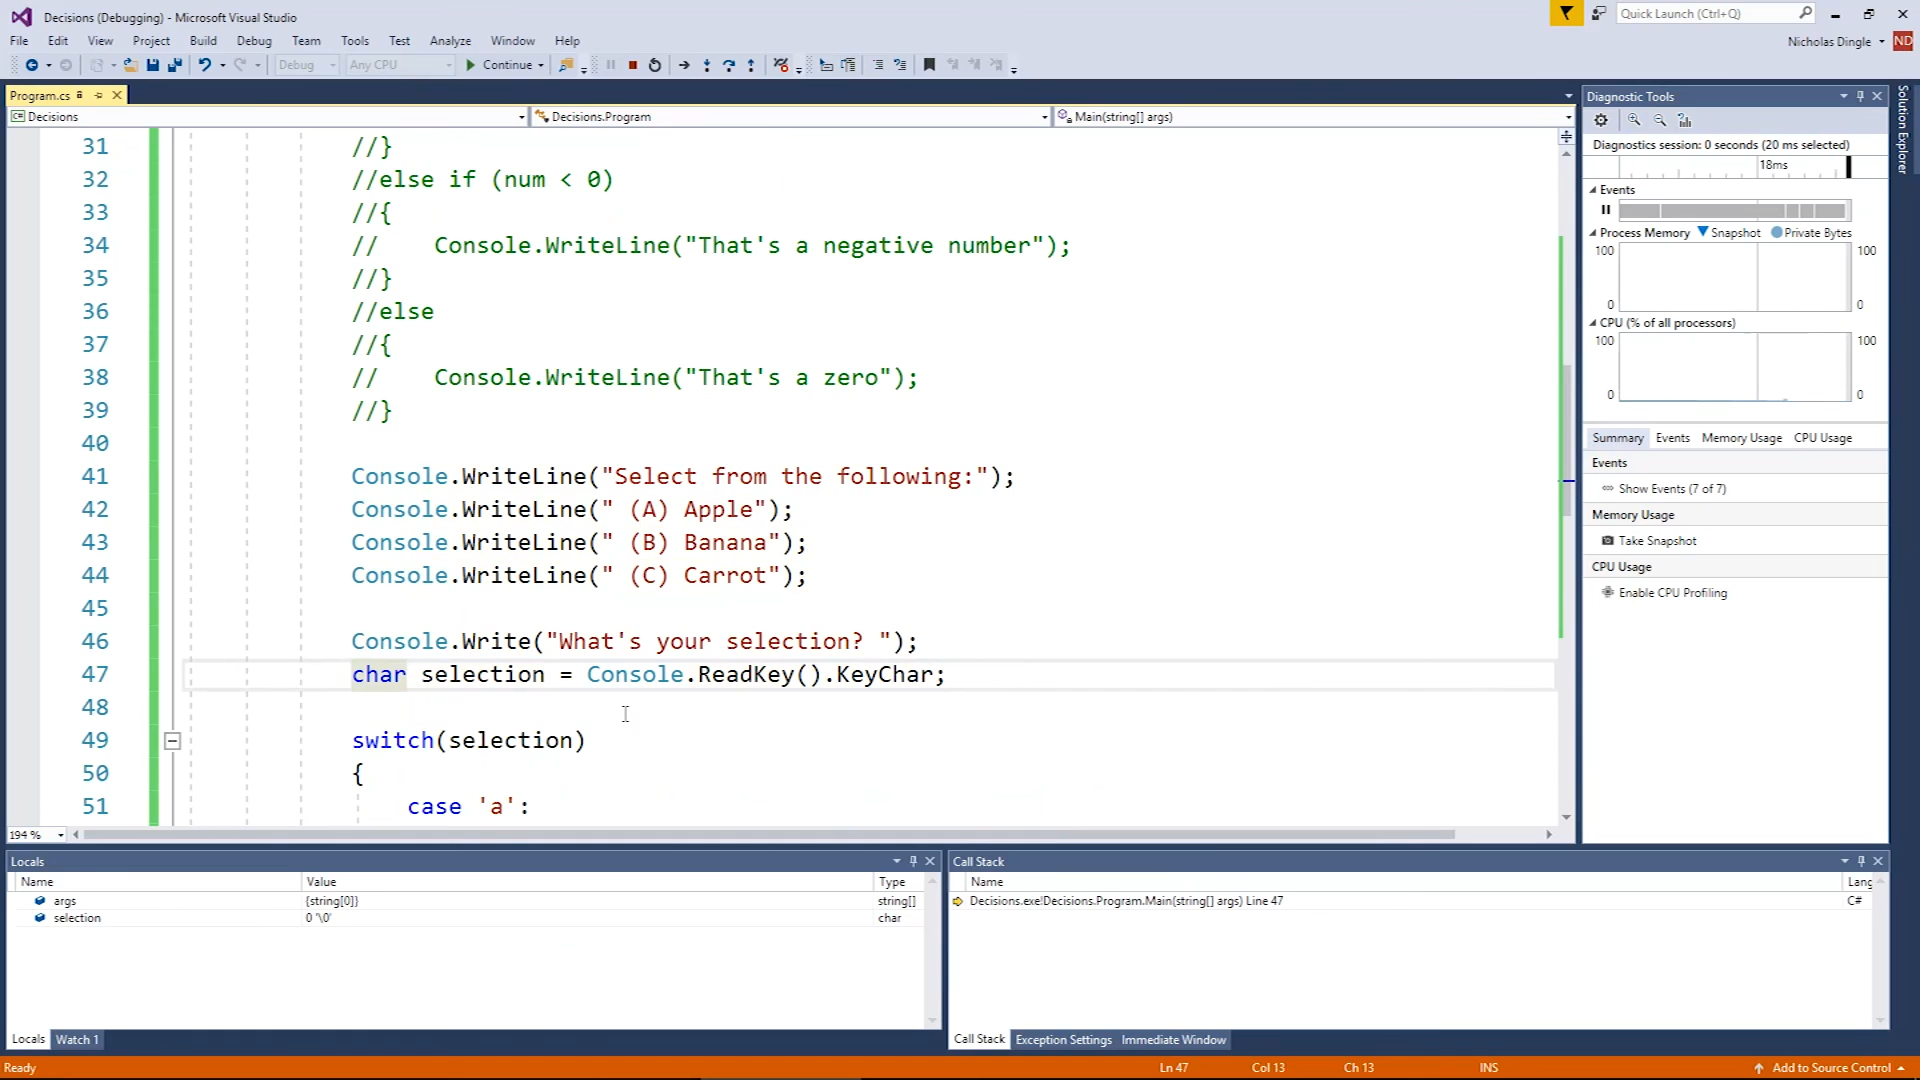 Decisions (Debugging) - Microsoft Visual Studio
Quick Launch (Ctrl+Q)
File Edit View Project Build Debug Team Tools Test Analyze Window Help
Nicholas Dingle ND
Debug Any CPU Continue
Program.cs
Decisions Decisions.Program Main(string[] args)
31 //}
32 //else if (num < 0)
33 //{
34 // Console.WriteLine("That's a negative number");
35 //}
36 //else
37 //{
38 // Console.WriteLine("That's a zero");
39 //}
40
41 Console.WriteLine("Select from the following:");
42 Console.WriteLine(" (A) Apple");
43 Console.WriteLine(" (B) Banana");
44 Console.WriteLine(" (C) Carrot");
45
46 Console.Write("What's your selection? ");
47 char selection = Console.ReadKey().KeyChar;
48
49 switch(selection)
50 {
51 case 'a':
194 %
Diagnostic Tools
Diagnostics session: 0 seconds (20 ms selected)
18ms
Events
Process Memory Snapshot Private Bytes
100 100
0 0
CPU (% of all processors)
100 100
0 0
Summary Events Memory Usage CPU Usage
Events
Show Events (7 of 7)
Memory Usage
Take Snapshot
CPU Usage
Enable CPU Profiling
Solution Explorer
Locals
Name Value Type
args {string[0]} string[]
selection 0 '\0' char
Locals Watch 1
Call Stack
Name Lang
Decisions.exe!Decisions.Program.Main(string[] args) Line 47 C#
Call Stack Exception Settings Immediate Window
Ready Ln 47 Col 13 Ch 13 INS Add to Source Control